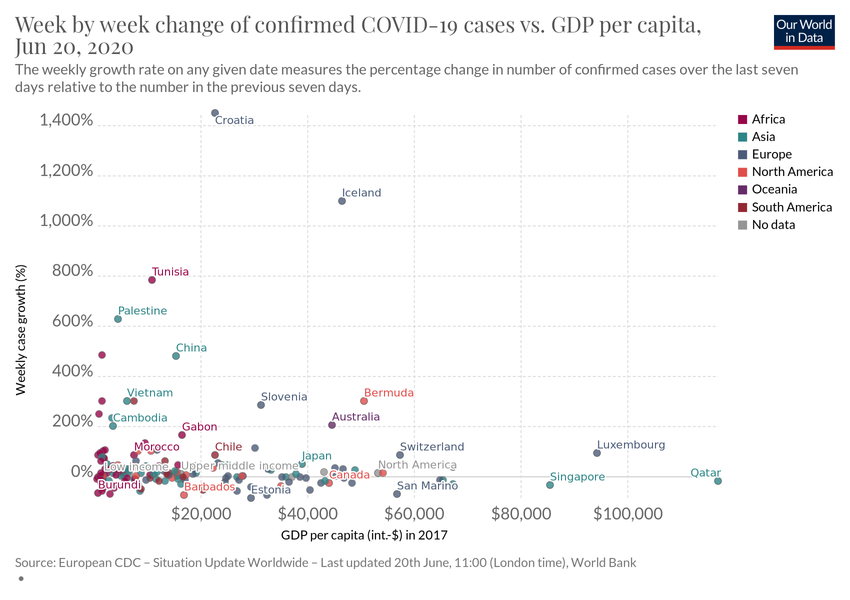 Week by week change of confirmed COVID-19 cases vs. GDP per capita,
Jun 20, 2020
Our World
in Data
The weekly growth rate on any given date measures the percentage change in number of confirmed cases over the last seven
days relative to the number in the previous seven days.
1,400%
1,200%
1,000%
800%
600%
400%
200%
0%
Weekly case growth (%)
Croatia
Iceland
Tunisia
Palestine
China
Vietnam
Slovenia
Bermuda
Cambodia
Australia
Gabon
Morocco
Chile
Switzerland
Luxembourg
Japan
Low income
Upper middle income
North America
Canada
Singapore
Qatar
Burundi
Barbados
Estonia
San Marino
$20,000
$40,000
$60,000
$80,000
$100,000
GDP per capita (int.-$) in 2017
Africa
Asia
Europe
North America
Oceania
South America
No data
Source: European CDC – Situation Update Worldwide – Last updated 20th June, 11:00 (London time), World Bank